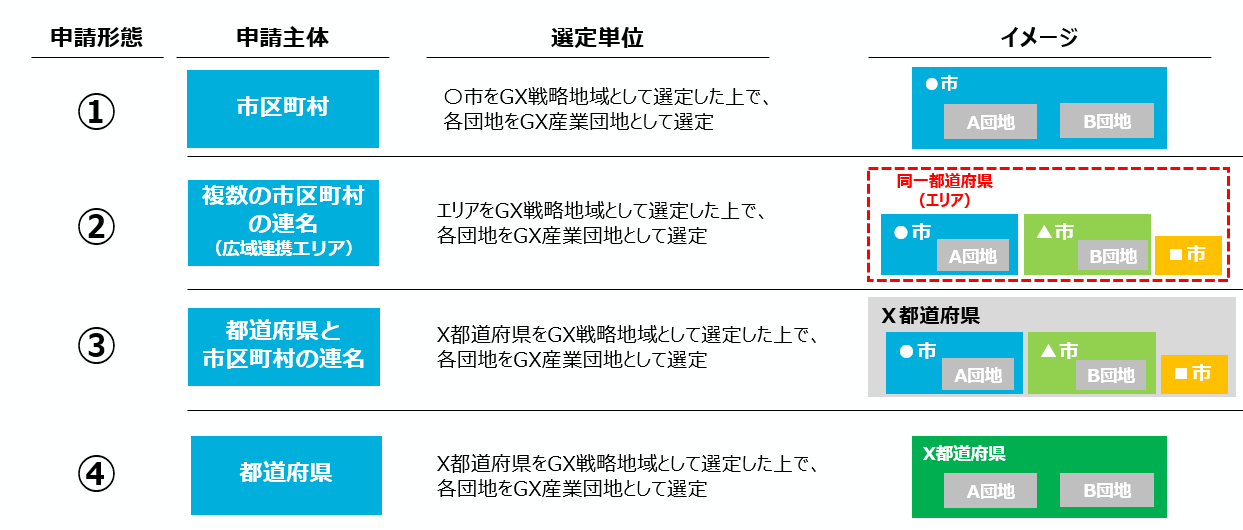 申請形態
申請主体
選定単位
イメージ
①
市区町村
〇市をGX戦略地域として選定した上で、
各団地をGX産業団地として選定
●市
A団地
B団地
②
複数の市区町村
の連名
（広域連携エリア）
エリアをGX戦略地域として選定した上で、
各団地をGX産業団地として選定
同一都道府県
（エリア）
●市
A団地
▲市
B団地
■市
③
都道府県と
市区町村の連名
X都道府県をGX戦略地域として選定した上で、
各団地をGX産業団地として選定
X都道府県
●市
A団地
▲市
B団地
■市
④
都道府県
X都道府県をGX戦略地域として選定した上で、
各団地をGX産業団地として選定
X都道府県
A団地
B団地